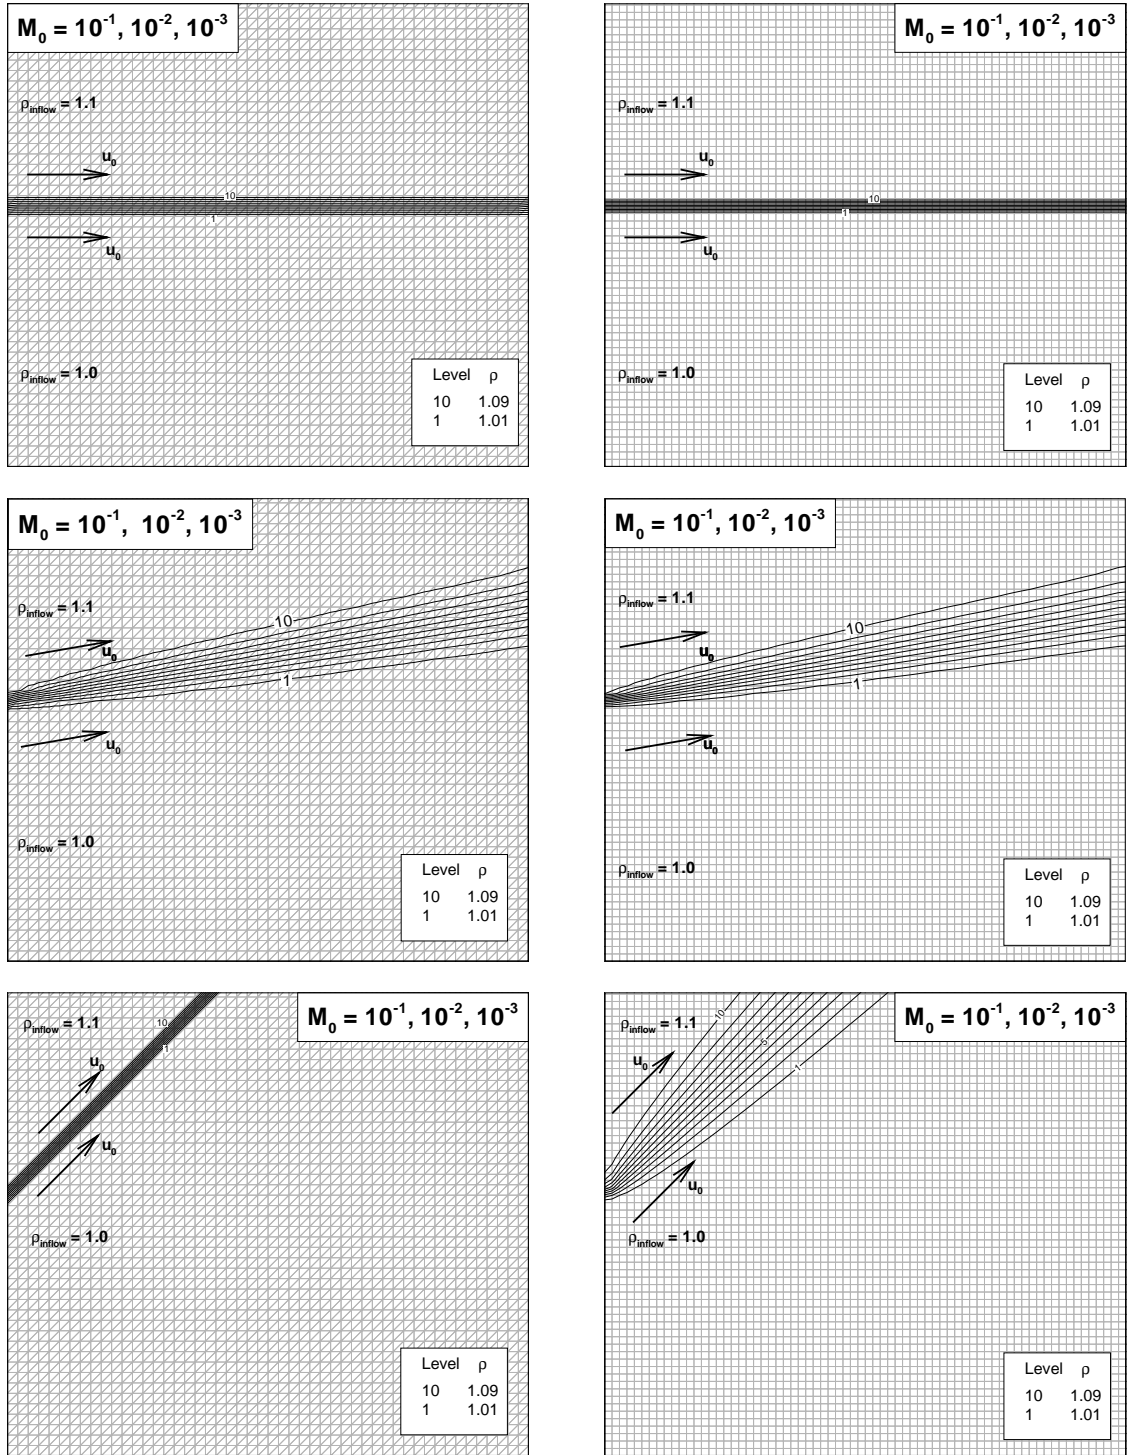 M₀ = 10⁻¹, 10⁻², 10⁻³
ρinflow = 1.1
u₀
10
1
u₀
ρinflow = 1.0
Level ρ
10 1.09
1 1.01
M₀ = 10⁻¹, 10⁻², 10⁻³
ρinflow = 1.1
u₀
10
1
u₀
ρinflow = 1.0
Level ρ
10 1.09
1 1.01
M₀ = 10⁻¹, 10⁻², 10⁻³
ρinflow = 1.1
10
u₀
1
u₀
ρinflow = 1.0
Level ρ
10 1.09
1 1.01
M₀ = 10⁻¹, 10⁻², 10⁻³
ρinflow = 1.1
10
u₀
1
u₀
ρinflow = 1.0
Level ρ
10 1.09
1 1.01
M₀ = 10⁻¹, 10⁻², 10⁻³
ρinflow = 1.1
10
1
u₀
u₀
ρinflow = 1.0
Level ρ
10 1.09
1 1.01
M₀ = 10⁻¹, 10⁻², 10⁻³
10
ρinflow = 1.1
5
u₀
1
u₀
ρinflow = 1.0
Level ρ
10 1.09
1 1.01